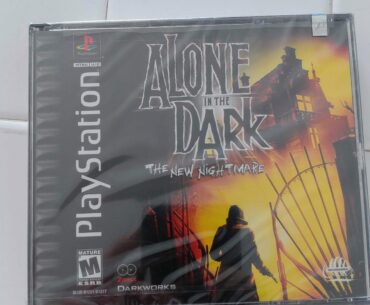 ALONE
IN THE
DARK
THE NEW NIGHTMARE
PlayStation
MATURE
M
ESRB
DARKWORKS